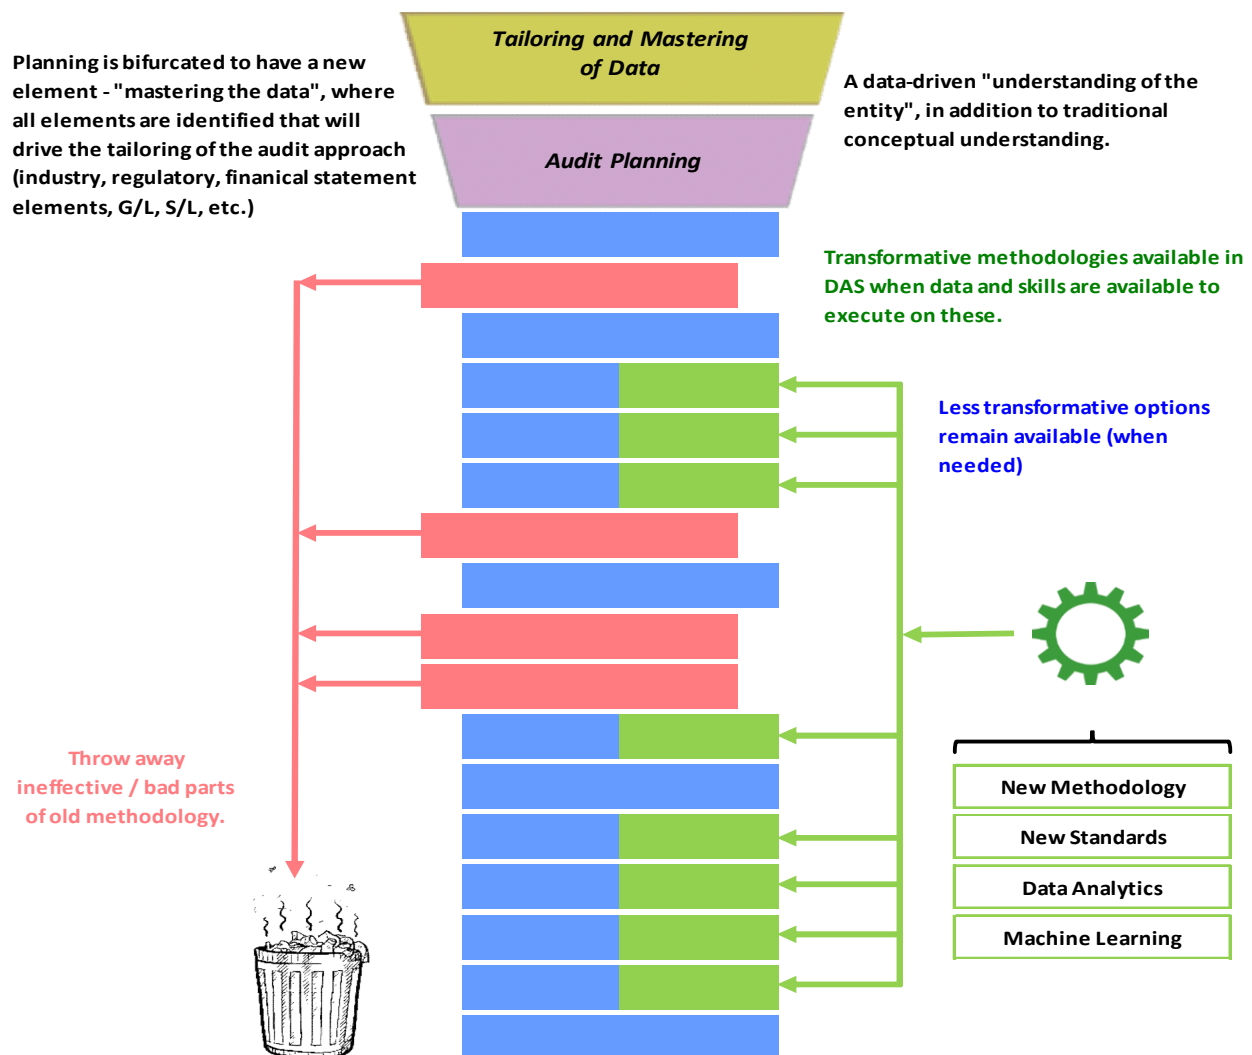 Tailoring and Mastering
of Data
Planning is bifurcated to have a new
element - "mastering the data", where
all elements are identified that will
drive the tailoring of the audit approach
(industry, regulatory, finanical statement
elements, G/L, S/L, etc.)
A data-driven "understanding of the
entity", in addition to traditional
conceptual understanding.
Audit Planning
Transformative methodologies available in
DAS when data and skills are available to
execute on these.
Less transformative options
remain available (when
needed)
Throw away
ineffective / bad parts
of old methodology.
New Methodology
New Standards
Data Analytics
Machine Learning